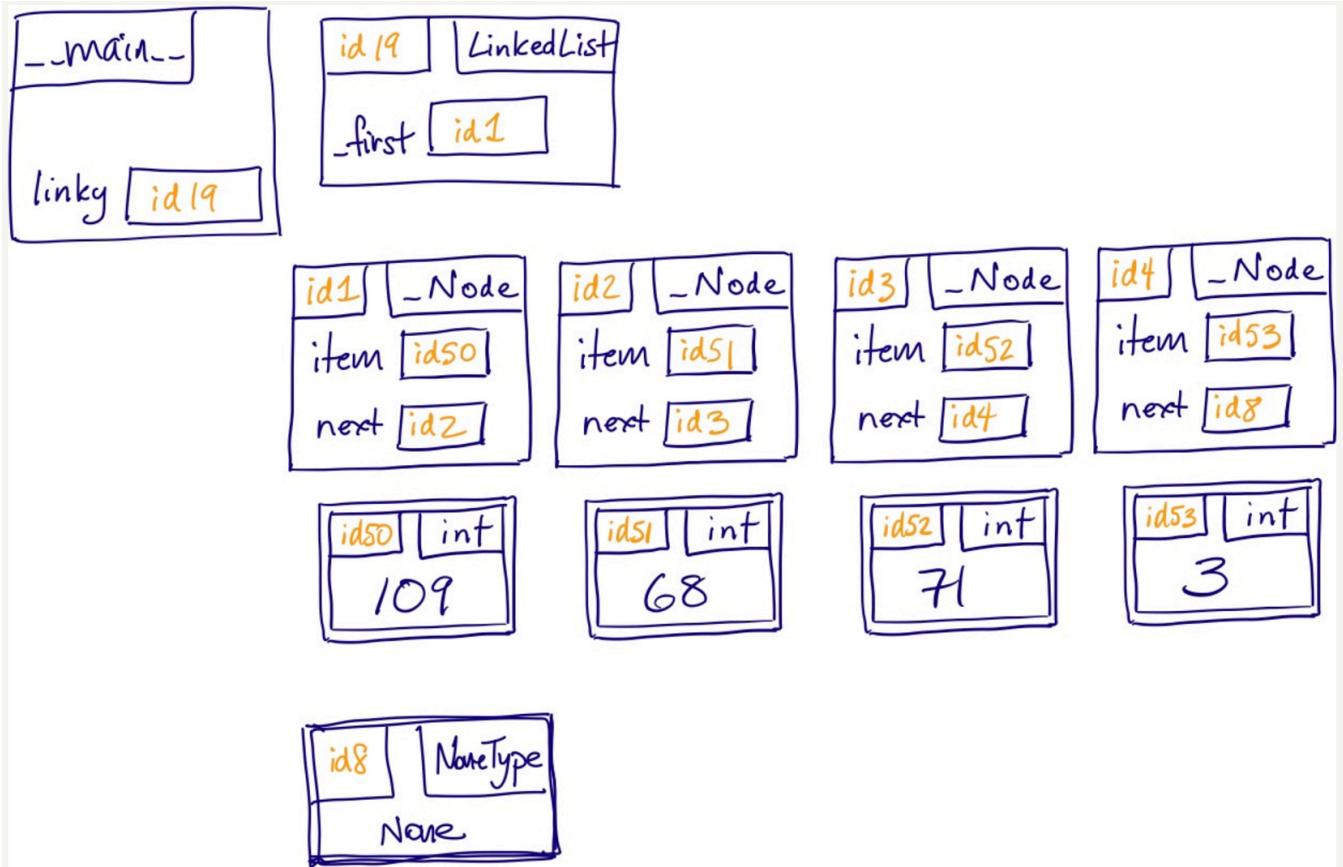 __main__
linky id19
id19 LinkedList
_first id1
id1 _Node
item id50
next id2
id2 _Node
item id51
next id3
id3 _Node
item id52
next id4
id4 _Node
item id53
next id8
id50 int
109
id51 int
68
id52 int
71
id53 int
3
id8 NoneType
None